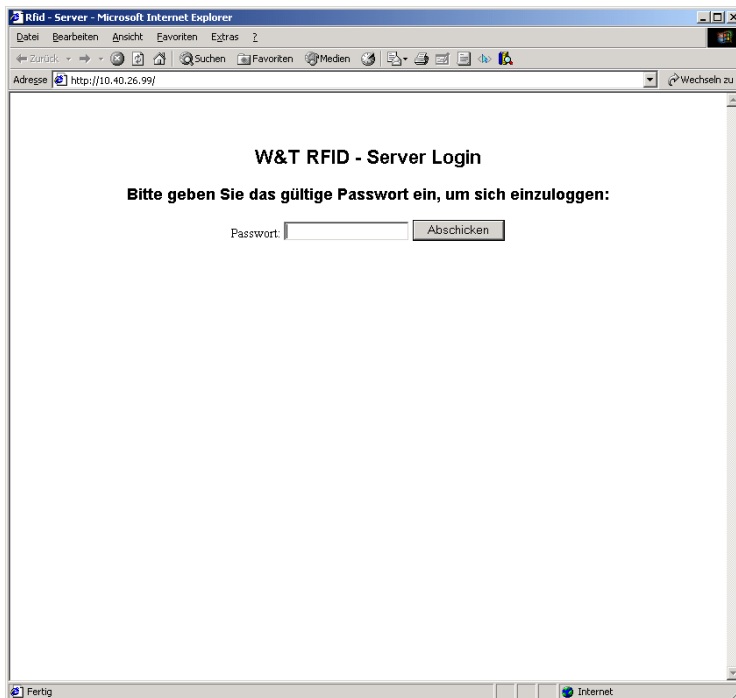 Rfid - Server - Microsoft Internet Explorer
Datei Bearbeiten Ansicht Favoriten Extras ?
Zurück Suchen Favoriten Medien
Adresse http://10.40.26.99/ Wechseln zu
W&T RFID - Server Login
Bitte geben Sie das gültige Passwort ein, um sich einzuloggen:
Passwort: Abschicken
Fertig Internet